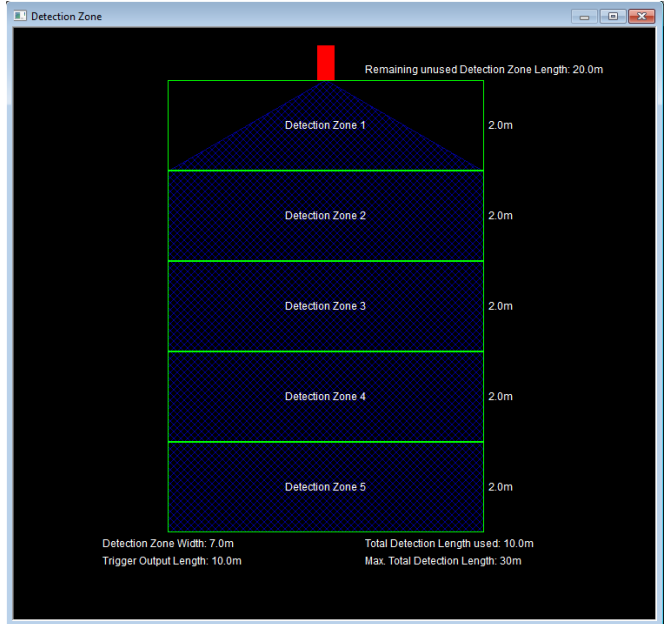 Detection Zone
Remaining unused Detection Zone Length: 20.0m
Detection Zone 1 2.0m
Detection Zone 2 2.0m
Detection Zone 3 2.0m
Detection Zone 4 2.0m
Detection Zone 5 2.0m
Detection Zone Width: 7.0m Total Detection Length used: 10.0m
Trigger Output Length: 10.0m Max. Total Detection Length: 30m